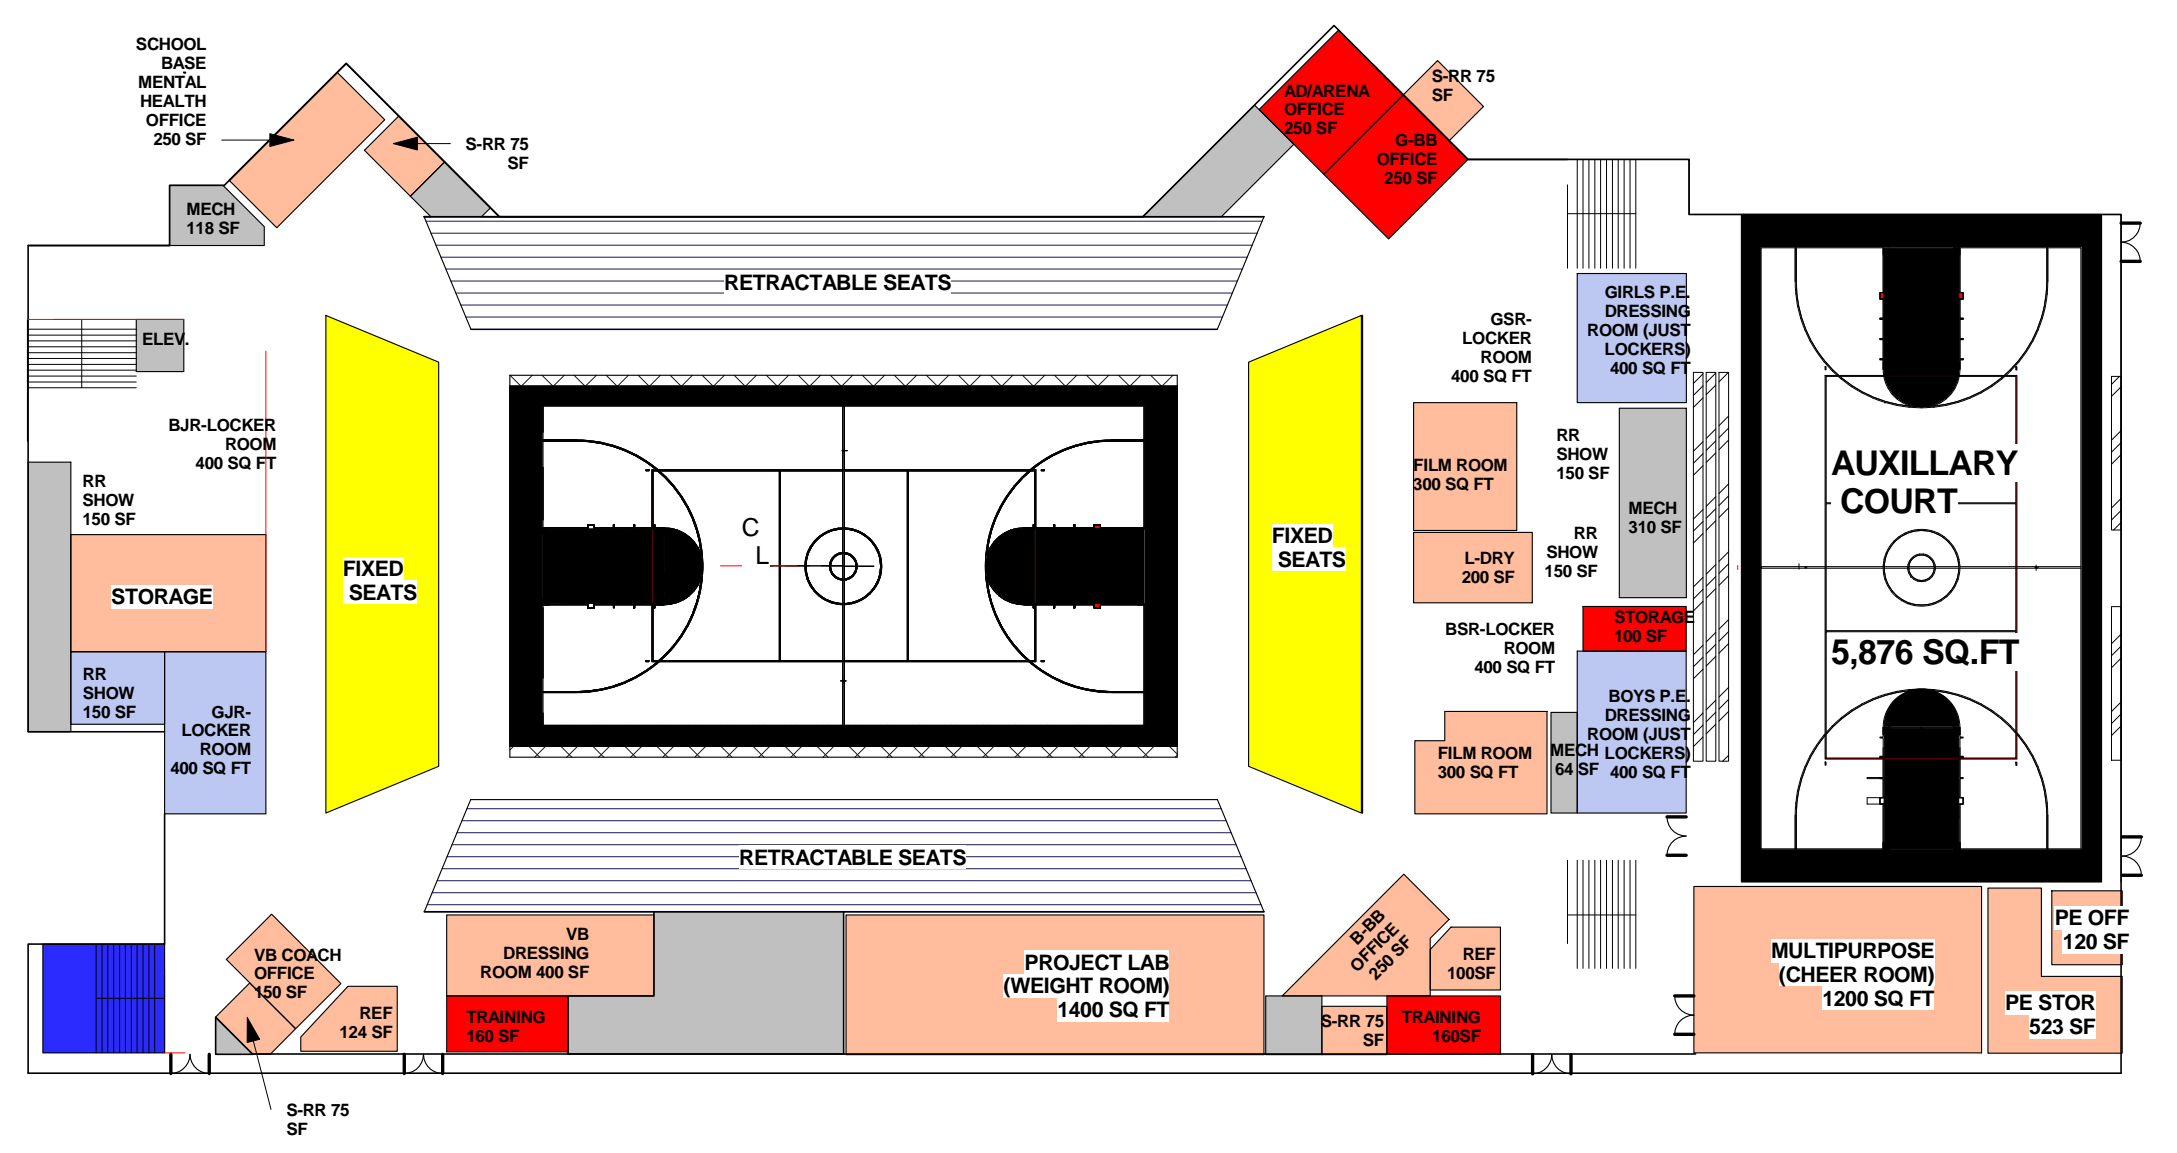 SCHOOL
BASE
MENTAL
HEALTH
OFFICE
250 SF
S-RR 75
SF
MECH
118 SF
AD/ARENA
OFFICE
250 SF
S-RR 75
SF
G-BB
OFFICE
250 SF
RETRACTABLE SEATS
ELEV.
BJR-LOCKER
ROOM
400 SQ FT
RR
SHOW
150 SF
STORAGE
RR
SHOW
150 SF
GJR-
LOCKER
ROOM
400 SQ FT
FIXED
SEATS
C
L
FIXED
SEATS
GSR-
LOCKER
ROOM
400 SQ FT
GIRLS P.E.
DRESSING
ROOM (JUST
LOCKERS)
400 SQ FT
FILM ROOM
300 SQ FT
RR
SHOW
150 SF
MECH
310 SF
L-DRY
200 SF
RR
SHOW
150 SF
STORAGE
100 SF
BSR-LOCKER
ROOM
400 SQ FT
BOYS P.E.
DRESSING
ROOM (JUST
LOCKERS)
400 SQ FT
FILM ROOM
300 SQ FT
MECH
64 SF
AUXILLARY
COURT
5,876 SQ.FT
RETRACTABLE SEATS
VB COACH
OFFICE
150 SF
REF
124 SF
S-RR 75
SF
VB
DRESSING
ROOM 400 SF
TRAINING
160 SF
PROJECT LAB
(WEIGHT ROOM)
1400 SQ FT
B-BB
OFFICE
250 SF
REF
100SF
S-RR 75
SF
TRAINING
160SF
MULTIPURPOSE
(CHEER ROOM)
1200 SQ FT
PE OFF
120 SF
PE STOR
523 SF